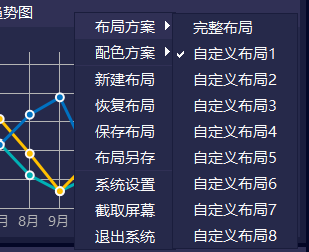 趋势图
布局方案
配色方案
新建布局
恢复布局
保存布局
布局另存
系统设置
截取屏幕
退出系统
完整布局
自定义布局1
自定义布局2
自定义布局3
自定义布局4
自定义布局5
自定义布局6
自定义布局7
自定义布局8
月
8月
9月